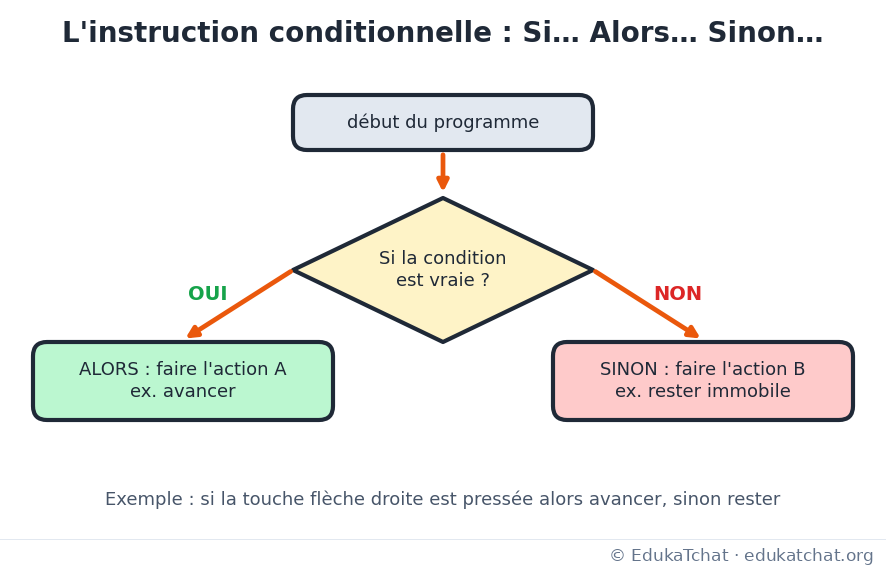 L'instruction conditionnelle : Si… Alors… Sinon…
début du programme
Si la condition
est vraie ?
OUI
NON
ALORS : faire l'action A
ex. avancer
SINON : faire l'action B
ex. rester immobile
Exemple : si la touche flèche droite est pressée alors avancer, sinon rester
© EdukaTchat · edukatchat.org